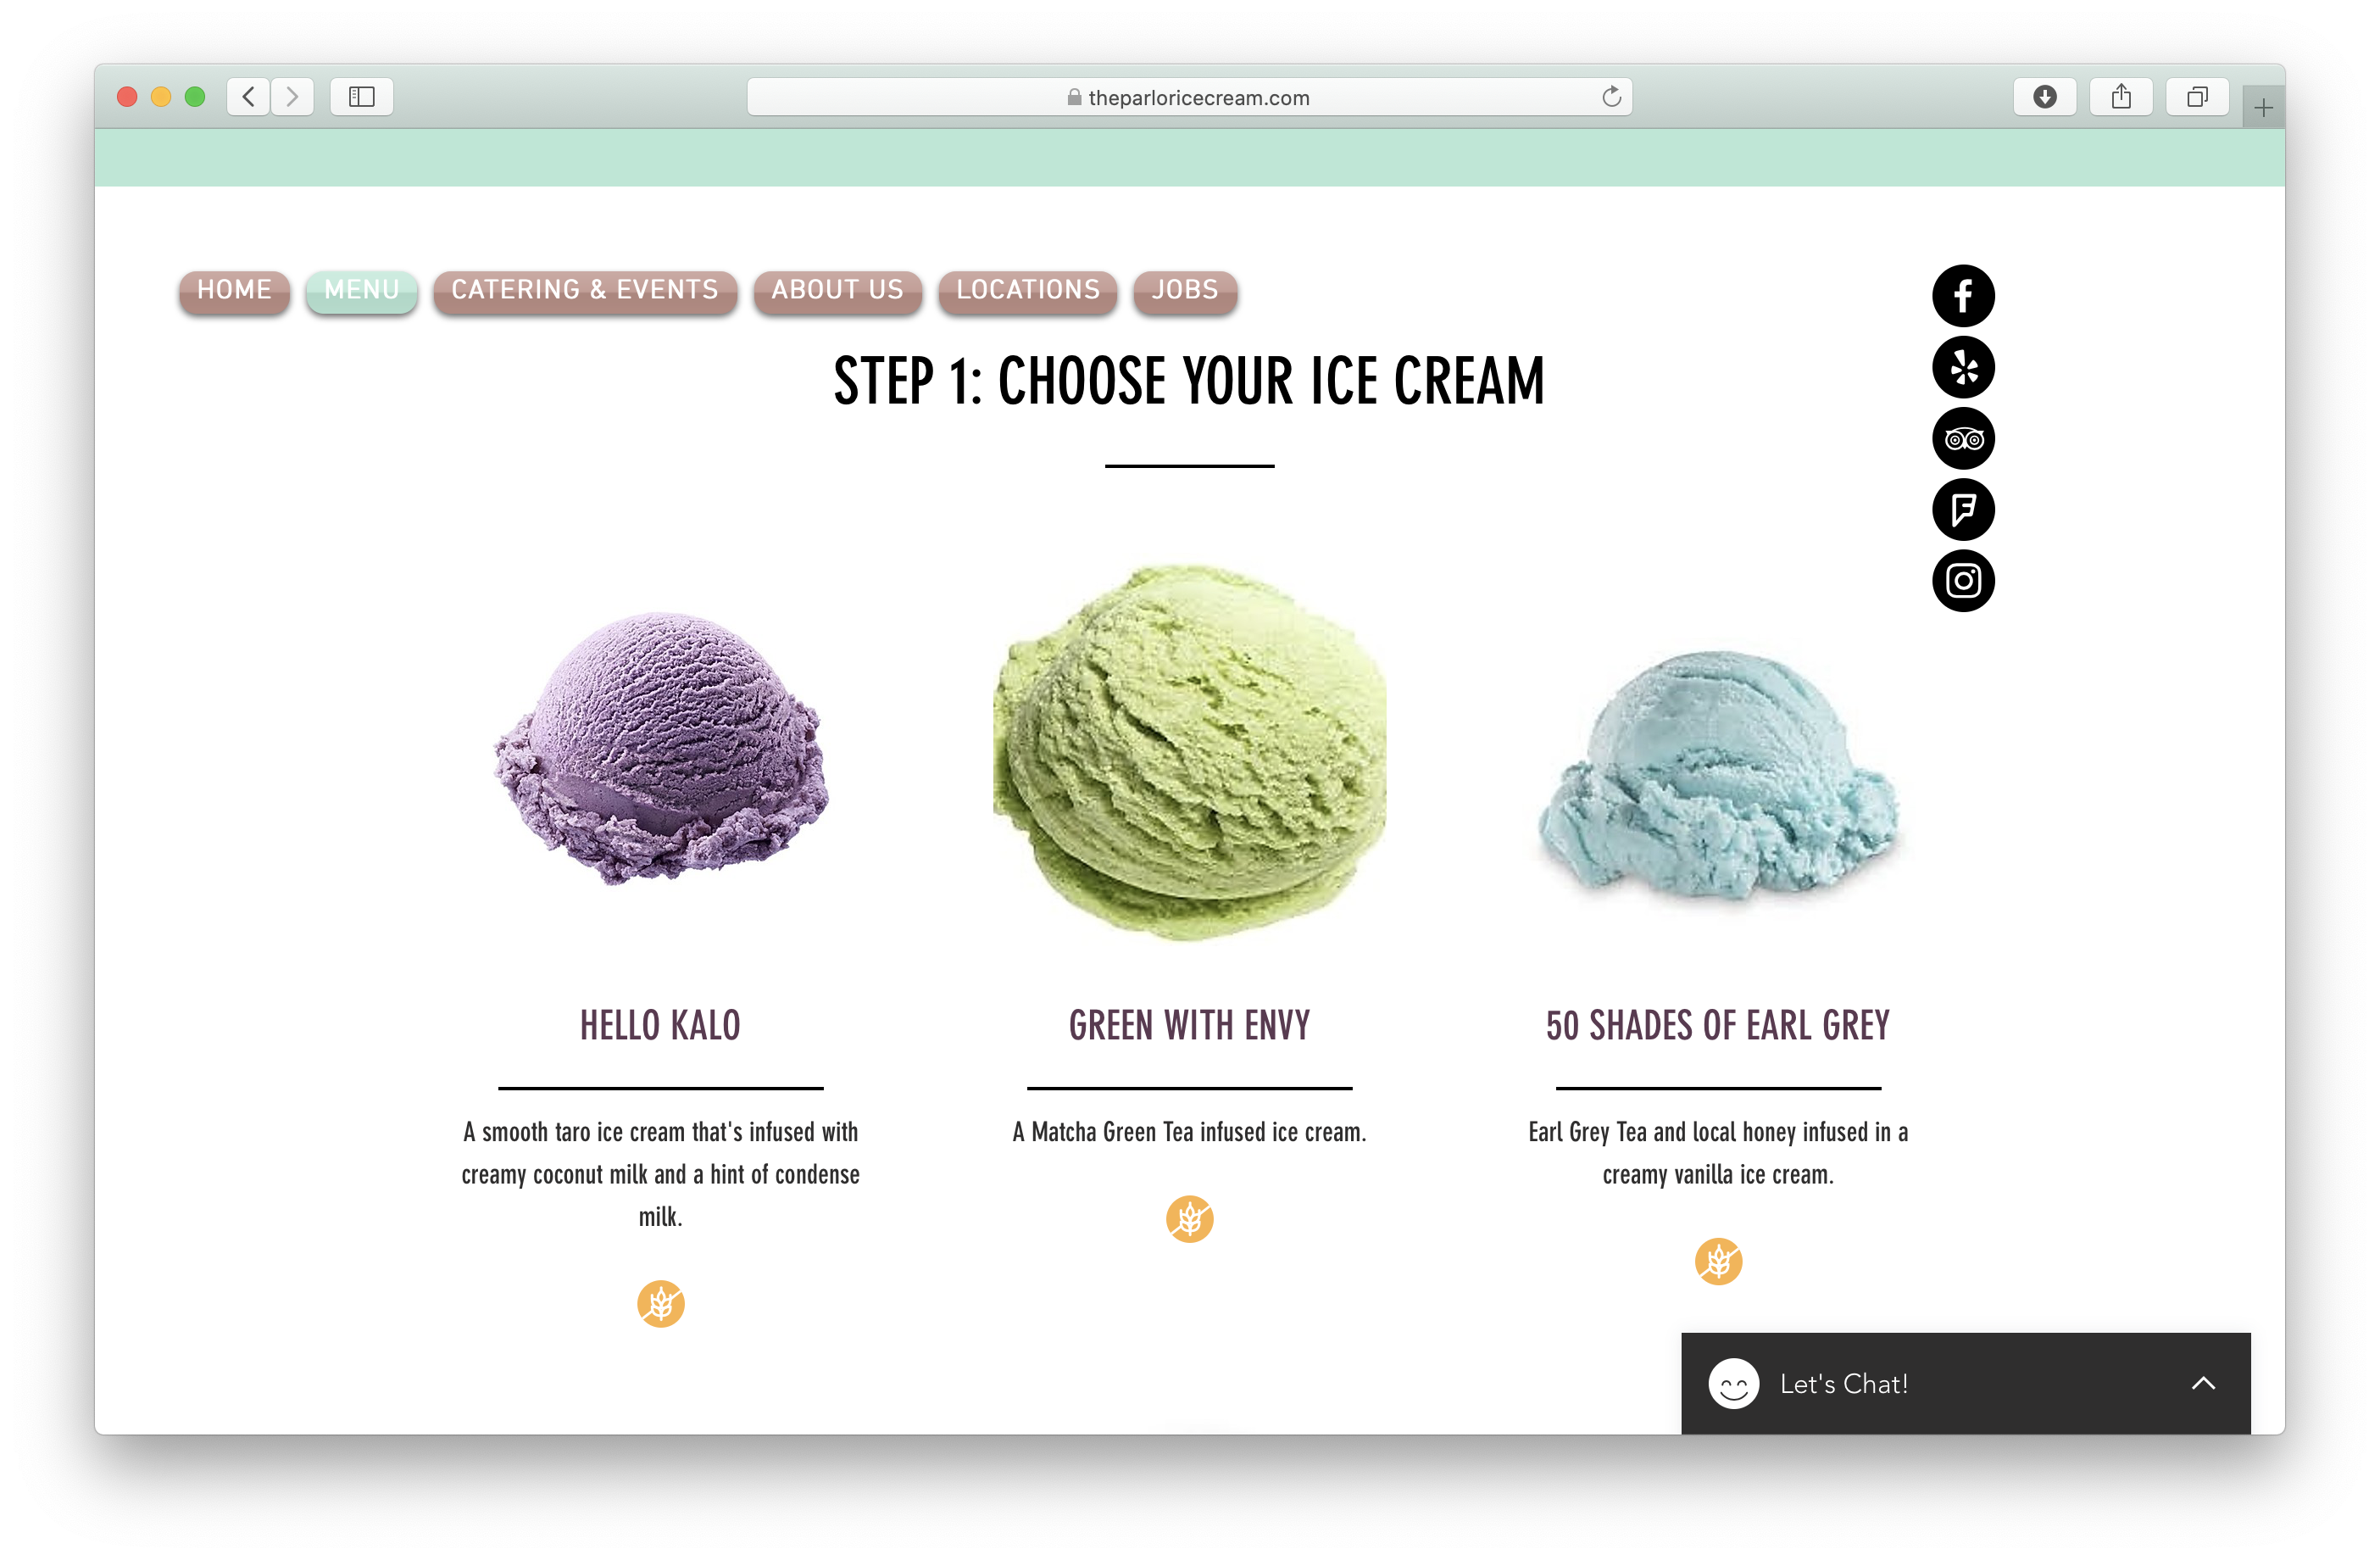 theparloricecream.com
HOME MENU CATERING & EVENTS ABOUT US LOCATIONS JOBS
STEP 1: CHOOSE YOUR ICE CREAM
HELLO KALO
A smooth taro ice cream that's infused with
creamy coconut milk and a hint of condense
milk.
GREEN WITH ENVY
A Matcha Green Tea infused ice cream.
50 SHADES OF EARL GREY
Earl Grey Tea and local honey infused in a
creamy vanilla ice cream.
Let's Chat!